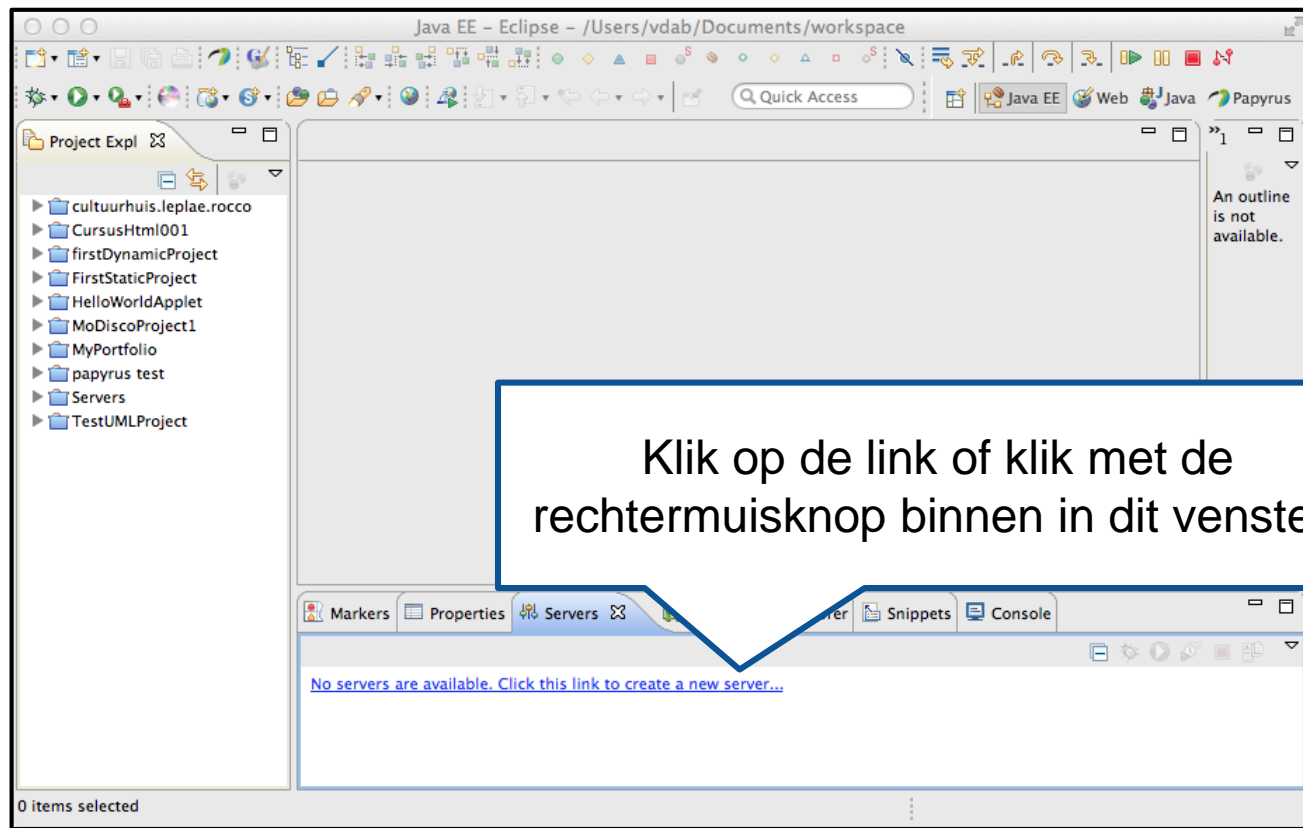 Java EE – Eclipse – /Users/vdab/Documents/workspace
Quick Access
Java EE
Web
Java
Papyrus
Project Expl
»1
cultuurhuis.leplae.rocco
CursusHtml001
firstDynamicProject
FirstStaticProject
HelloWorldApplet
MoDiscoProject1
MyPortfolio
papyrus test
Servers
TestUMLProject
An outline
is not
available.
Klik op de link of klik met de
rechtermuisknop binnen in dit
Markers
Properties
Servers
Snippets
Console
No servers are available. Click this link to create a new server...
0 items selected